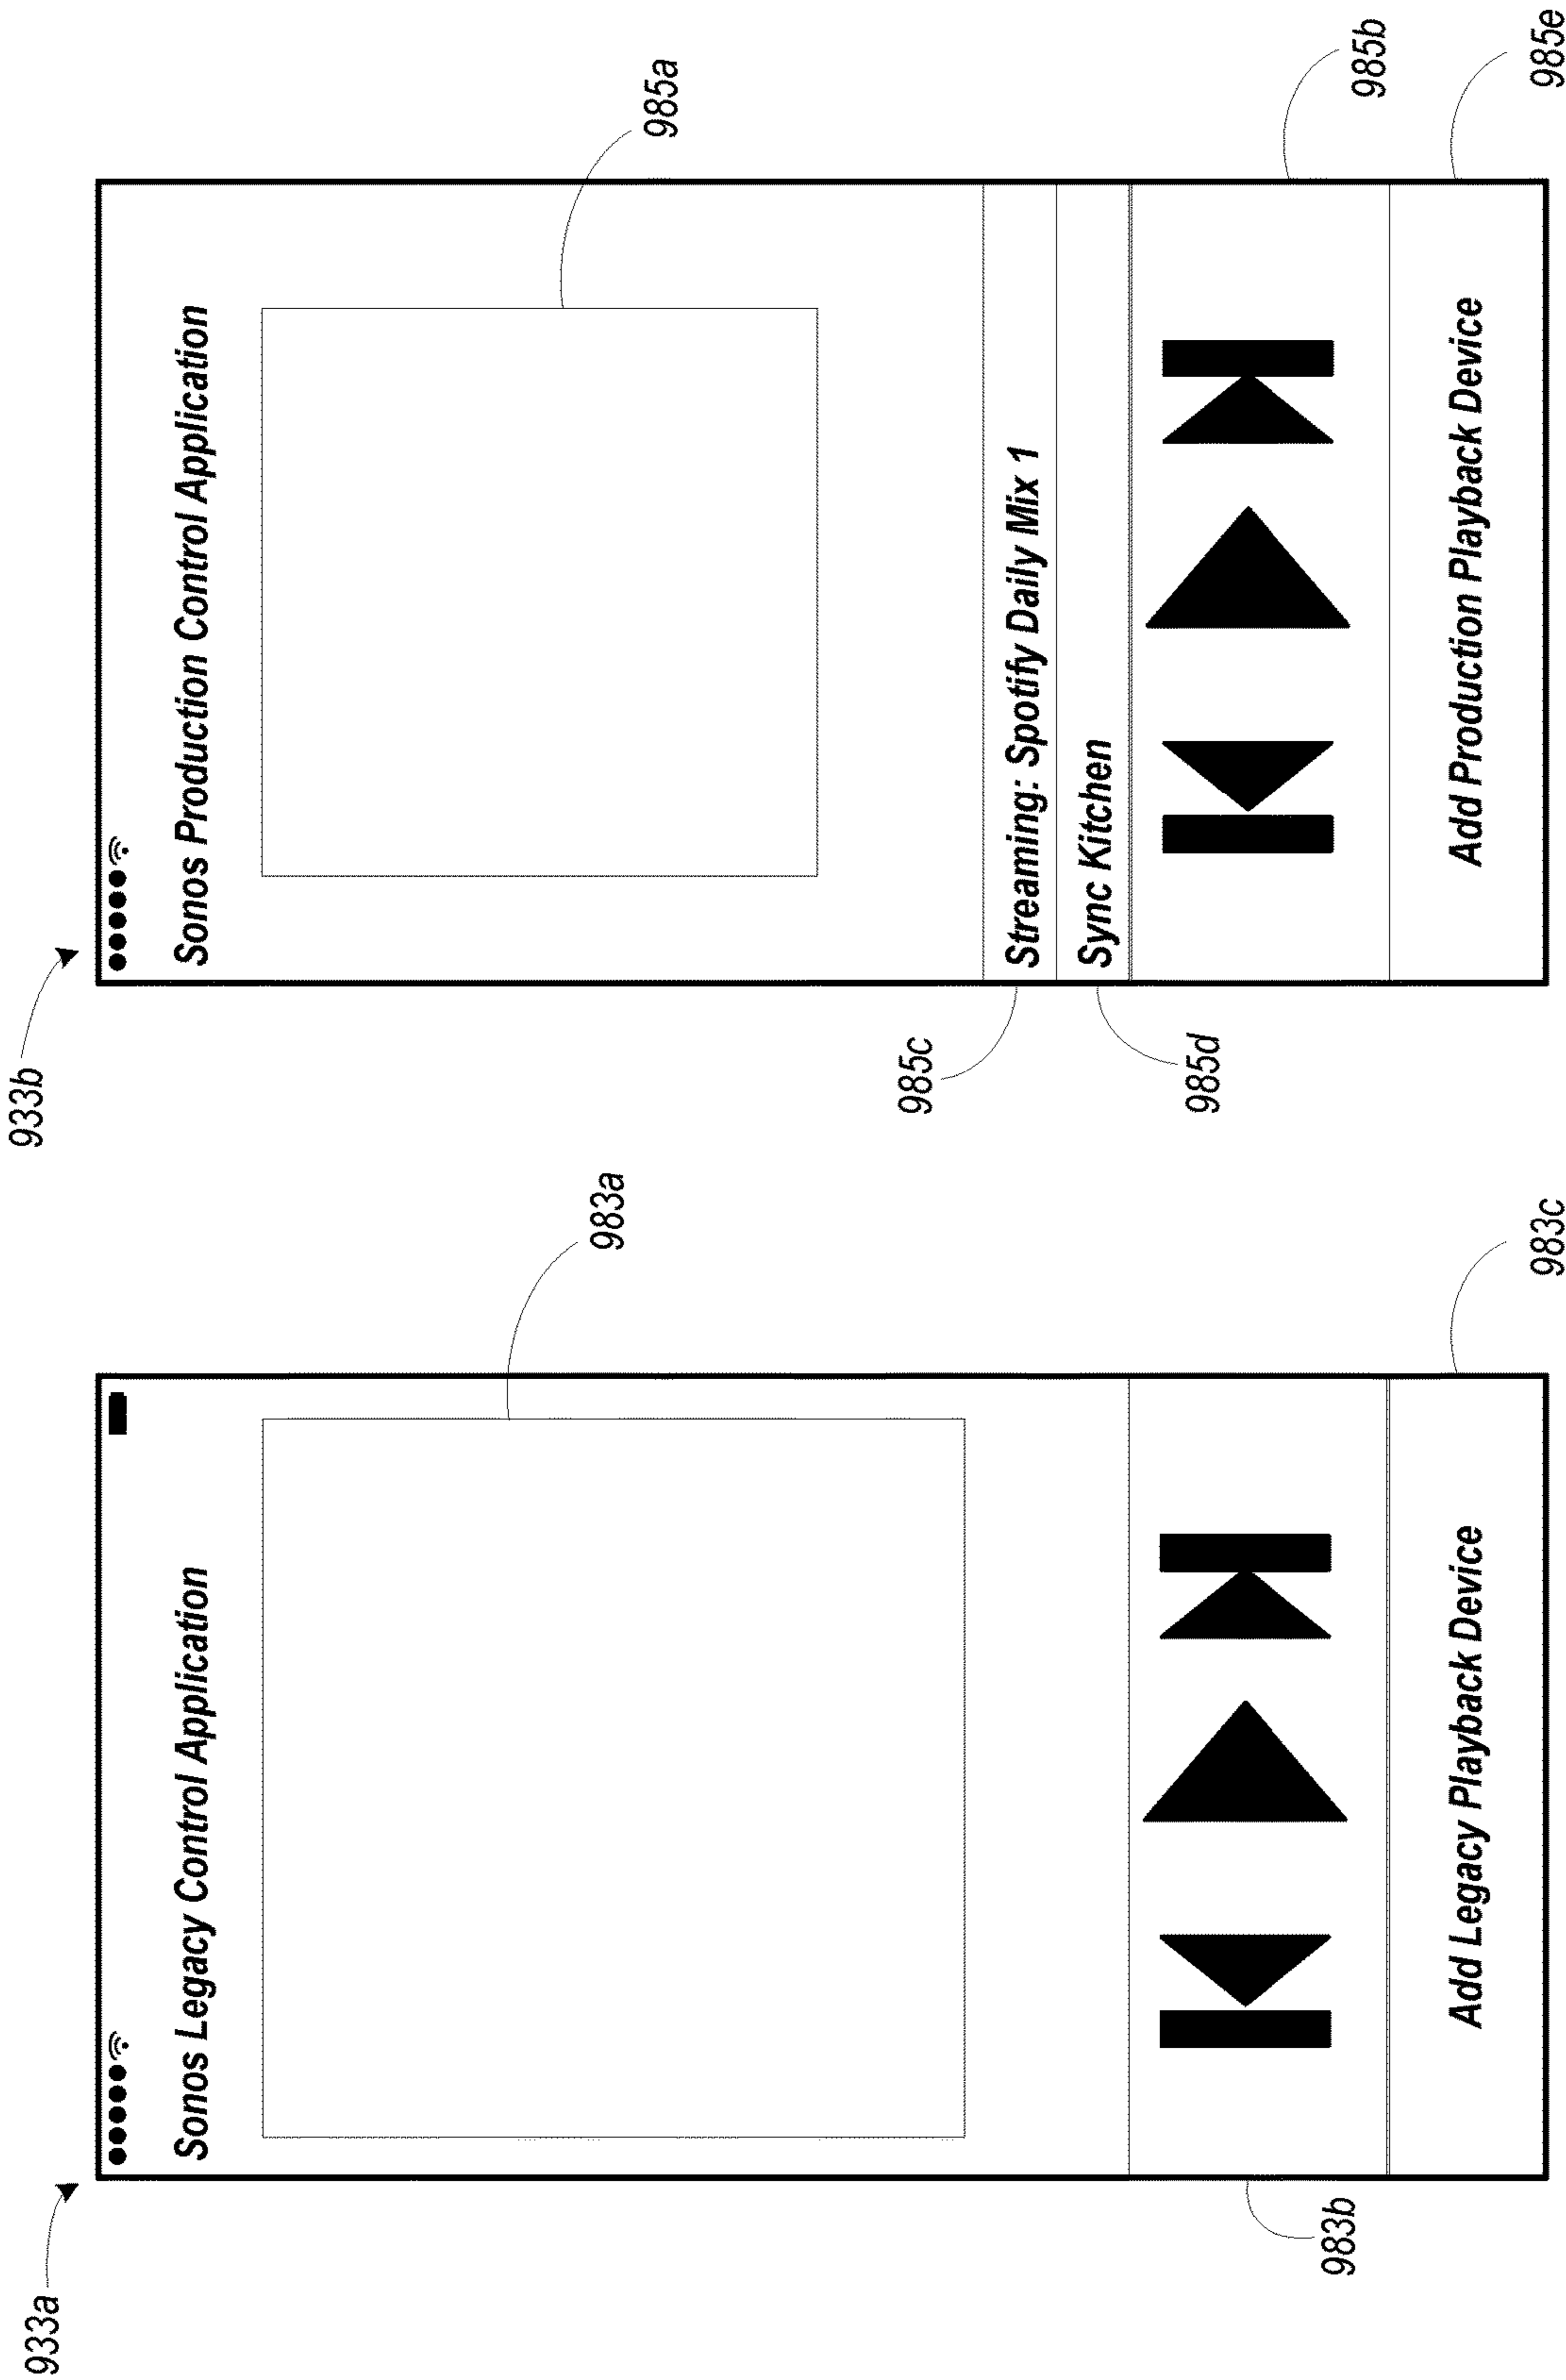 933a
Sonos Legacy Control Application
983a
983b
Add Legacy Playback Device
983c
933b
Sonos Production Control Application
985a
985c
Streaming: Spotify Daily Mix 1
985d
Sync Kitchen
985b
Add Production Playback Device
985e